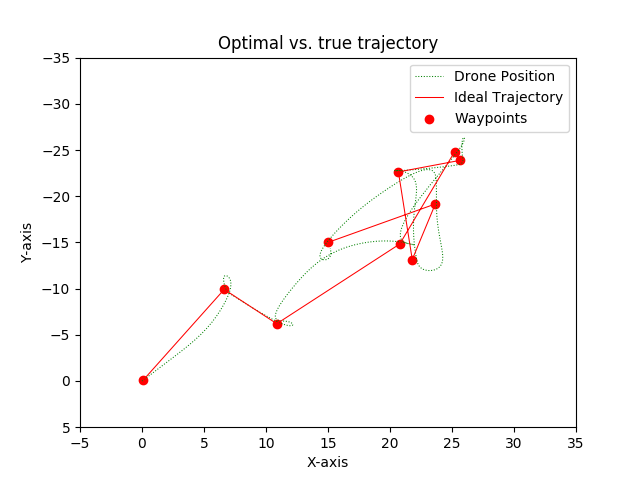 Optimal vs. true trajectory
Drone Position
Ideal Trajectory
Waypoints
−35
−30
−25
−20
−15
−10
−5
0
5
Y-axis
−5 0 5 10 15 20 25 30 35
X-axis